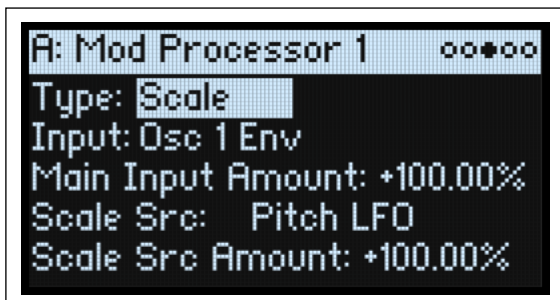 A: Mod Processor 1
Type: Scale
Input: Osc 1 Env
Main Input Amount: +100.00%
Scale Src: Pitch LFO
Scale Src Amount: +100.00%